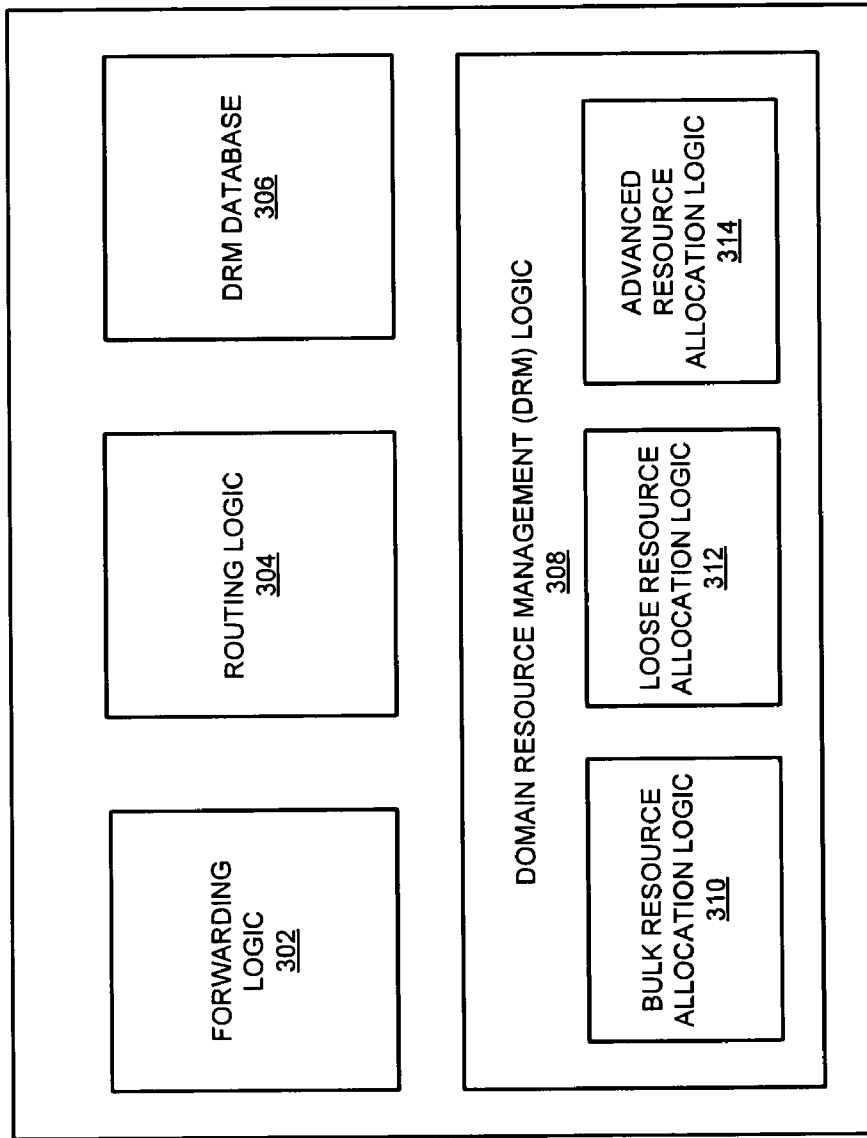 FORWARDING
LOGIC
302
ROUTING LOGIC
304
DRM DATABASE
306
DOMAIN RESOURCE MANAGEMENT (DRM) LOGIC
308
BULK RESOURCE
ALLOCATION LOGIC
310
LOOSE RESOURCE
ALLOCATION LOGIC
312
ADVANCED
RESOURCE
ALLOCATION LOGIC
314